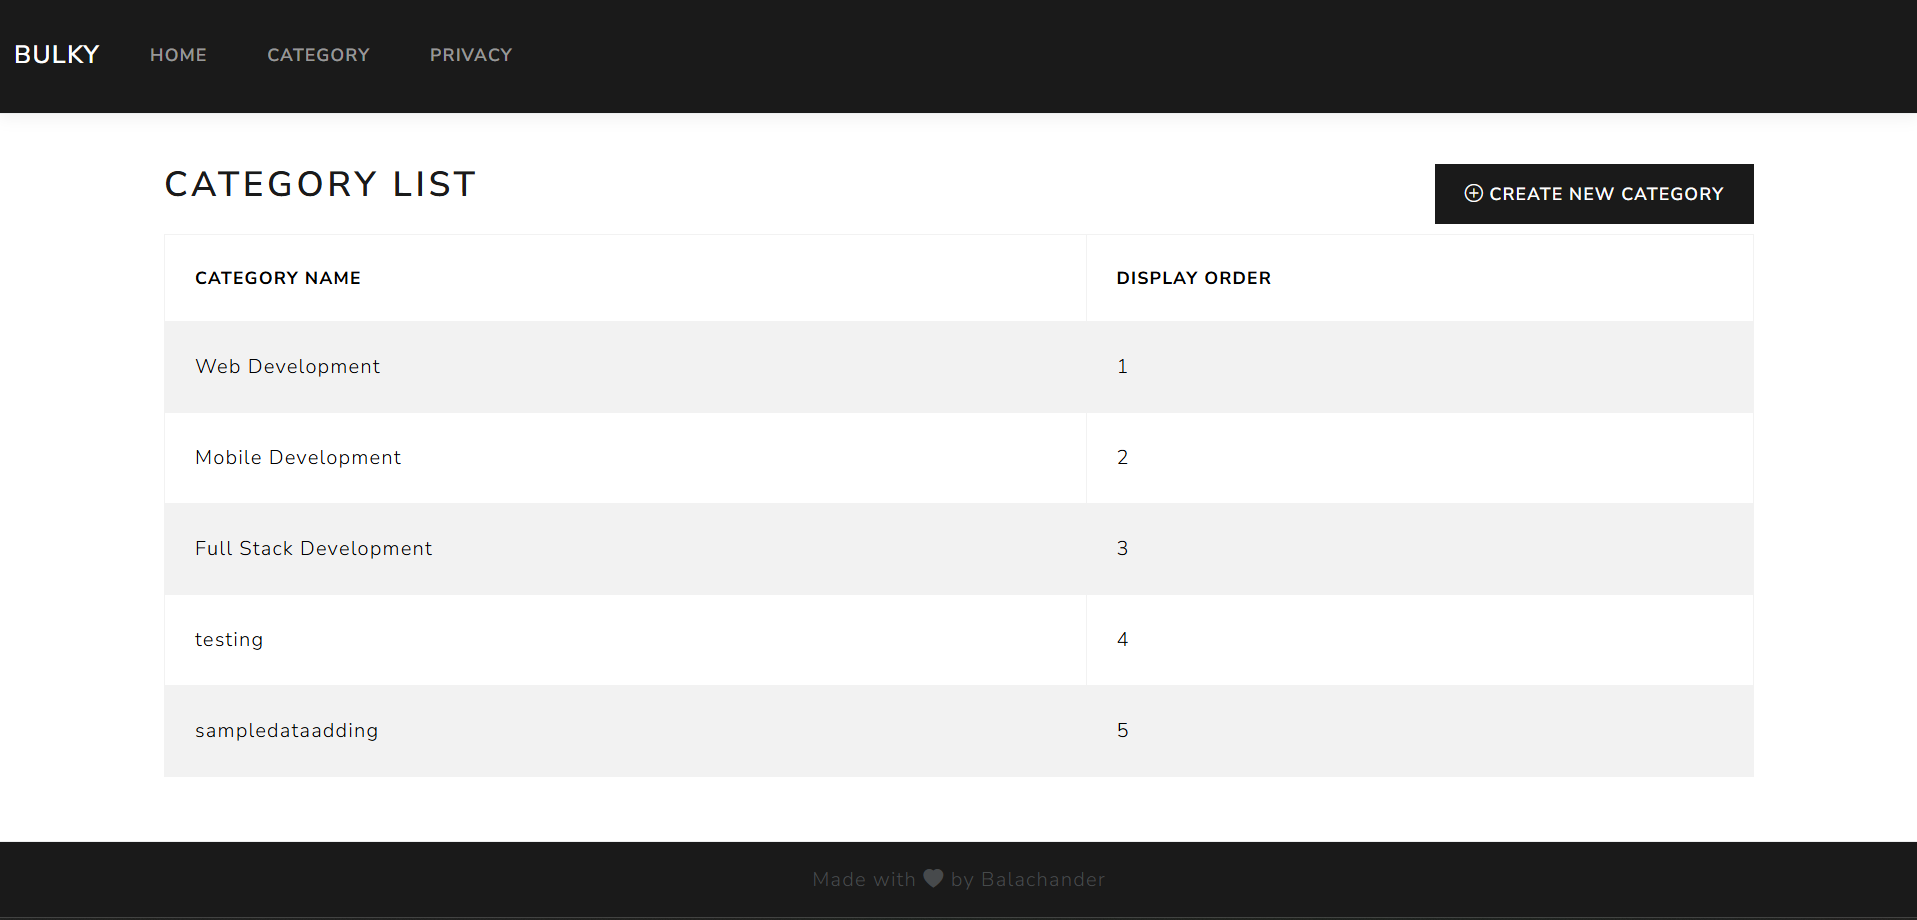 BULKY HOME CATEGORY PRIVACY
CATEGORY LIST
CREATE NEW CATEGORY
CATEGORY NAME DISPLAY ORDER
Web Development 1
Mobile Development 2
Full Stack Development 3
testing 4
sampledataadding 5
Made with by Balachander